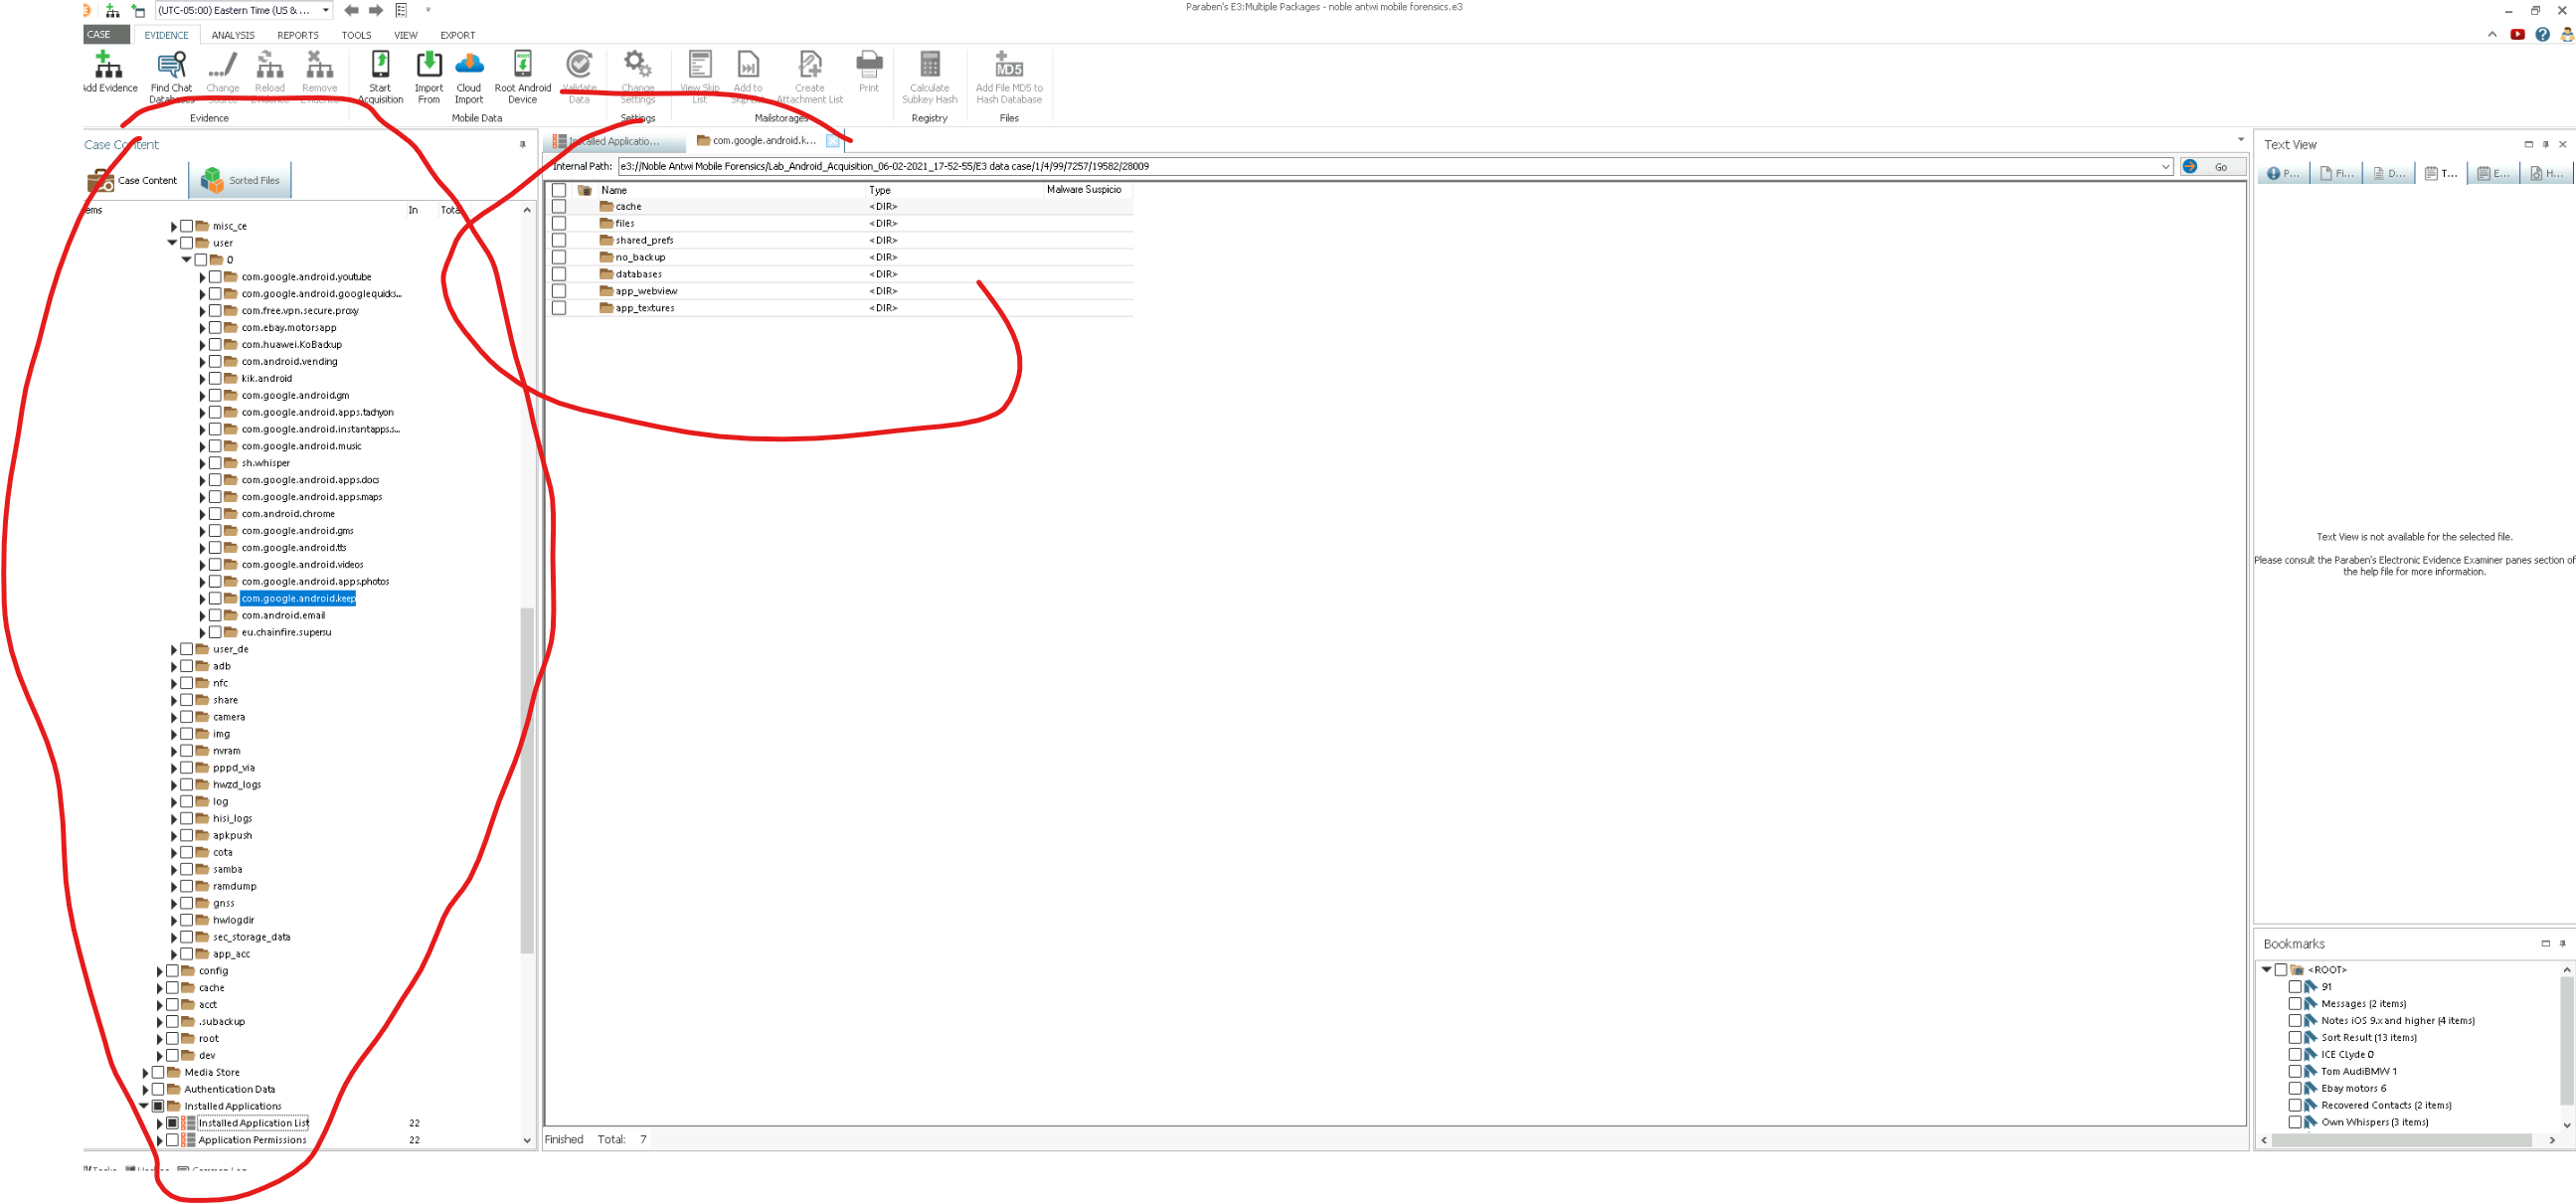 (UTC-05:00) Eastern Time (US & ...
Paraben's E3:Multiple Packages - noble antwi mobile forensics.e3
CASE EVIDENCE ANALYSIS REPORTS TOOLS VIEW EXPORT
Add Evidence Find Chat Databases Change Source Reload Evidence Remove Evidence Start Acquisition Import From Cloud Import Root Android Device Validate Data Change Settings View Skip List Add to Skip List Create Attachment List Print Calculate Subkey Hash Add File MD5 to Hash Database
Evidence Mobile Data Settings Mailstorages Registry Files
Case Content
Case Content Sorted Files
ems In Total
misc_ce
user
0
com.google.android.youtube
com.google.android.googlequicks...
com.free.vpn.secure.proxy
com.ebay.motorsapp
com.huawei.KoBackup
com.android.vending
kik.android
com.google.android.gm
com.google.android.apps.tachyon
com.google.android.instantapps.s...
com.google.android.music
sh.whisper
com.google.android.apps.docs
com.google.android.apps.maps
com.android.chrome
com.google.android.gms
com.google.android.tts
com.google.android.videos
com.google.android.apps.photos
com.google.android.keep
com.android.email
eu.chainfire.supersu
user_de
adb
nfc
share
camera
img
nvram
pppd_via
hwzd_logs
log
hisi_logs
apkpush
cota
samba
ramdump
gnss
hwlogdir
sec_storage_data
app_acc
config
cache
acct
.subackup
root
dev
Media Store
Authentication Data
Installed Applications
Installed Application List 22
Application Permissions 22
Installed Applicatio... com.google.android.k...
Internal Path: e3://Noble Antwi Mobile Forensics/Lab_Android_Acquisition_06-02-2021_17-52-55/E3 data case/1/4/99/7257/19582/28009 Go
Name Type Malware Suspicio
cache <DIR>
files <DIR>
shared_prefs <DIR>
no_backup <DIR>
databases <DIR>
app_webview <DIR>
app_textures <DIR>
Finished Total: 7
Text View
P... Fi... D... T... E... H...
Text View is not available for the selected file.
Please consult the Paraben's Electronic Evidence Examiner panes section of
the help file for more information.
Bookmarks
<ROOT>
91
Messages (2 items)
Notes iOS 9.x and higher (4 items)
Sort Result (13 items)
ICE CLyde 0
Tom AudiBMW 1
Ebay motors 6
Recovered Contacts (2 items)
Own Whispers (3 items)